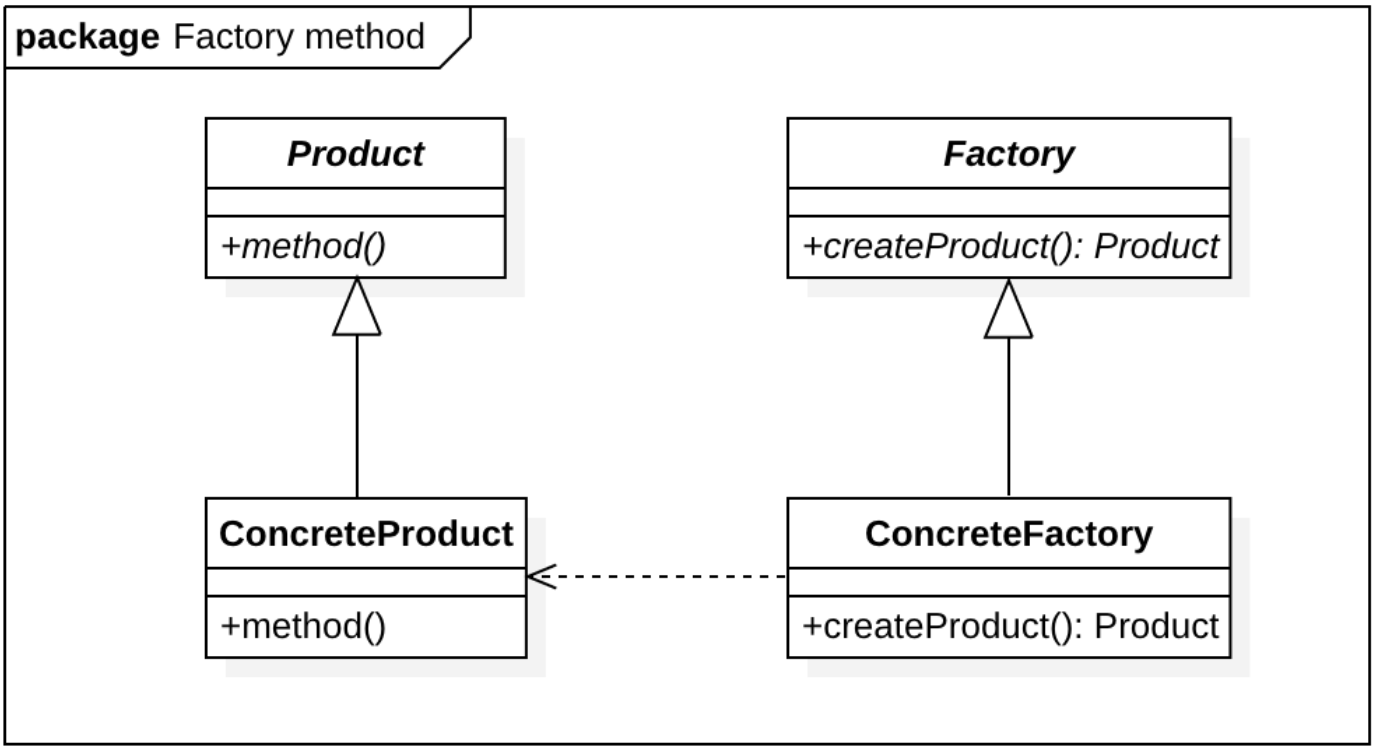 package Factory method
Product
+method()
Factory
+createProduct(): Product
ConcreteProduct
+method()
ConcreteFactory
+createProduct(): Product